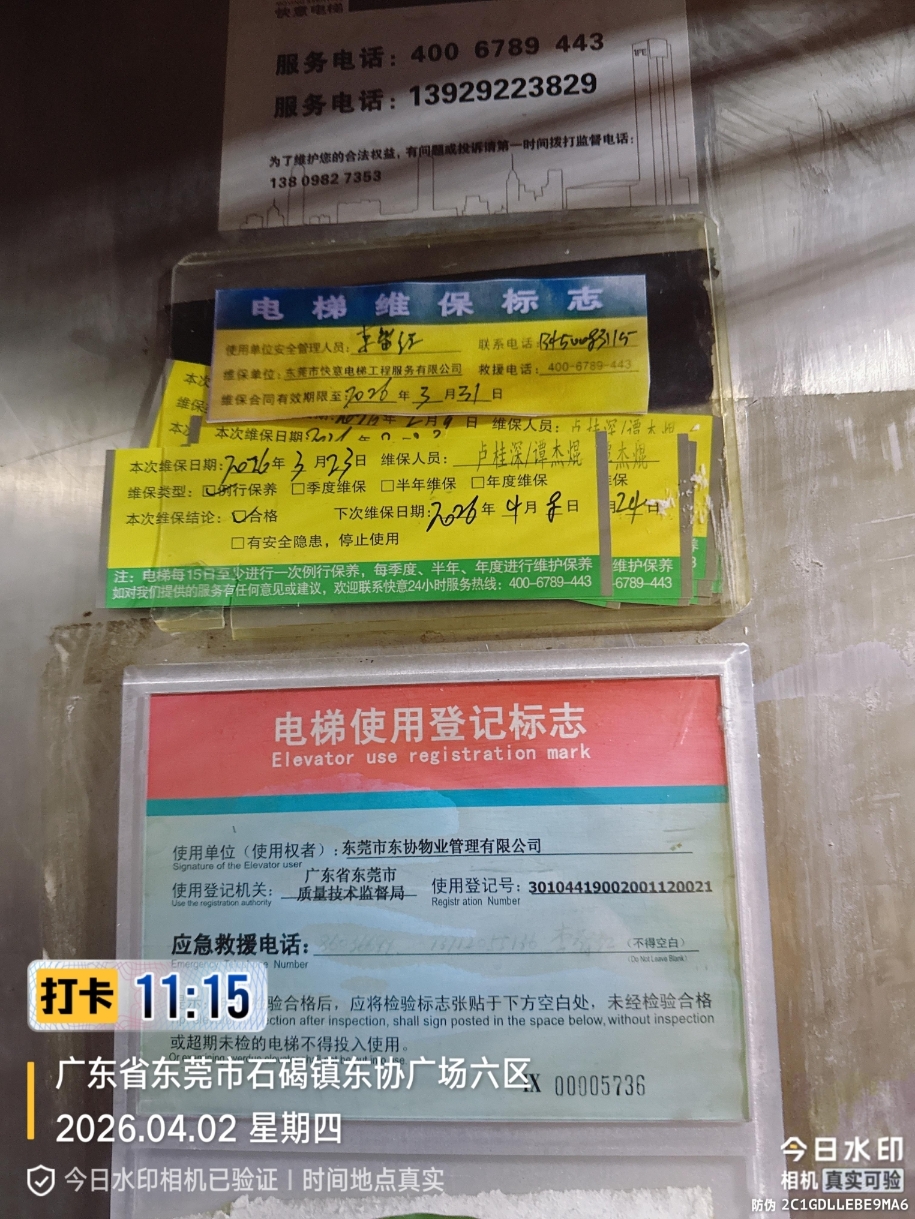 快意电梯
服务电话：400 6789 443
服务电话：13929223829
为了维护您的合法权益，有问题或投诉请第一时间拨打监督电话：
138 0982 7353
电梯维保标志
使用单位安全管理人员： 联系电话：
维保单位：东莞市快意电梯工程服务有限公司 救援电话：400-6789-443
维保合同有效期限至2026年3月31日
本次维保日期： 维保人员：
本次维保日期：2026年3月23日 维保人员：卢桂深/谭杰焜
维保类型：☑例行保养 □季度维保 □半年维保 □年度维保
本次维保结论：☑合格 下次维保日期：2026年4月8日
月24日
□有安全隐患，停止使用
注：电梯每15日至少进行一次例行保养，每季度、半年、年度进行维护保养
如对我们提供的服务有任何意见或建议，欢迎联系快意24小时服务热线：400-6789-443
电梯使用登记标志
Elevator use registration mark
使用单位（使用权者）：东莞市东协物业管理有限公司
Signature of the Elevator user
使用登记机关：广东省东莞市质量技术监督局 使用登记号：30104419002001120021
Use the registration authority Registration Number
应急救援电话： （不得空白）
Number (Do Not Leave Blank)
验合格后，应将检验标志张贴于下方空白处，未经检验合格
ction after inspection, shall sign posted in the space below, without inspection
或超期未检的电梯不得投入使用。
IX 00005736
打卡 11:15
广东省东莞市石碣镇东协广场六区
2026.04.02 星期四
今日水印相机已验证 | 时间地点真实
今日水印
相机 真实可验
防伪 2C1GDLLEBE9MA6